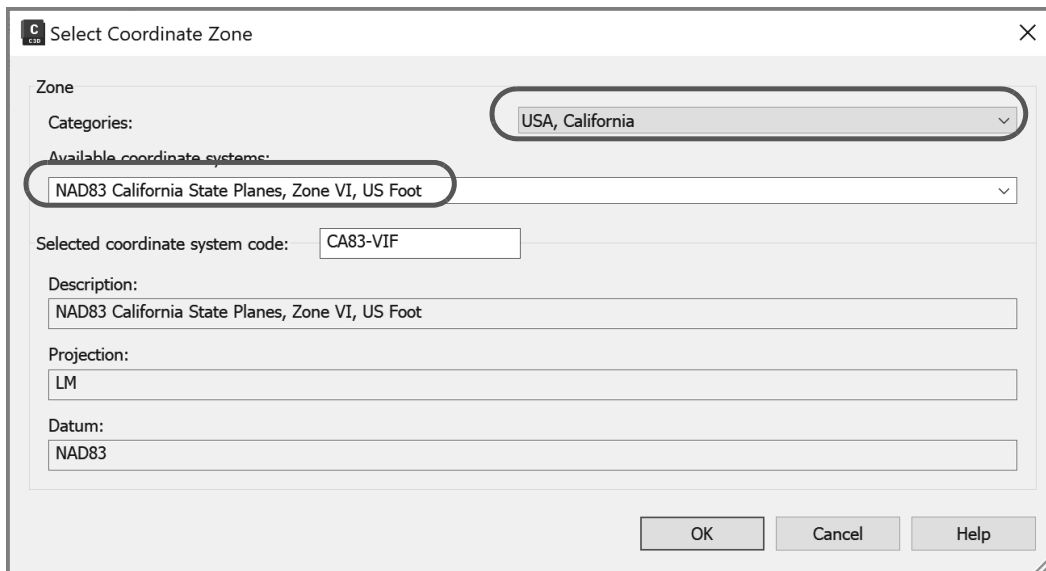 C
C3D
Select Coordinate Zone
Zone
Categories:
USA, California
Available coordinate systems:
NAD83 California State Planes, Zone VI, US Foot
Selected coordinate system code:
CA83-VIF
Description:
NAD83 California State Planes, Zone VI, US Foot
Projection:
LM
Datum:
NAD83
OK
Cancel
Help